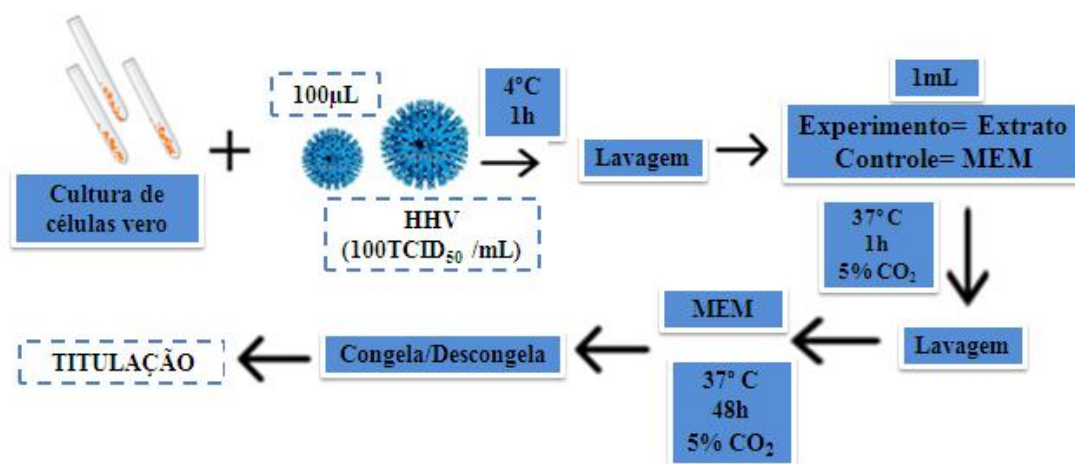 Cultura de
células vero
100µL
HHV
(100TCID₅₀ /mL)
4°C
1h
Lavagem
1mL
Experimento= Extrato
Controle= MEM
37° C
1h
5% CO₂
Lavagem
MEM
37° C
48h
5% CO₂
Congela/Descongela
TITULAÇÃO